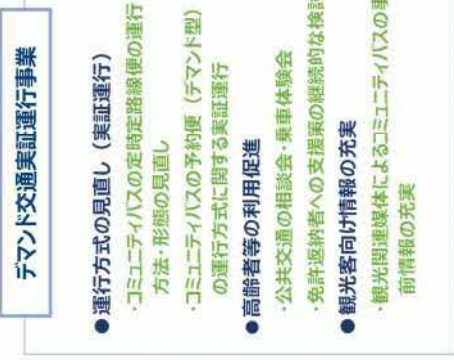 デマンド交通実証運行事業
●運行方式の見直し（実証運行）
・コミュニティバスの定時定路線便の運行
方法・形態の見直し
・コミュニティバスの予約便（デマンド型）
の運行方式に関する実証運行
●高齢者等の利用促進
・公共交通の相談会・乗車体験会
・免許返納者への支援策の継続的な検討
●観光客向け情報の充実
・観光関連媒体によるコミュニティバスの事
前情報の充実